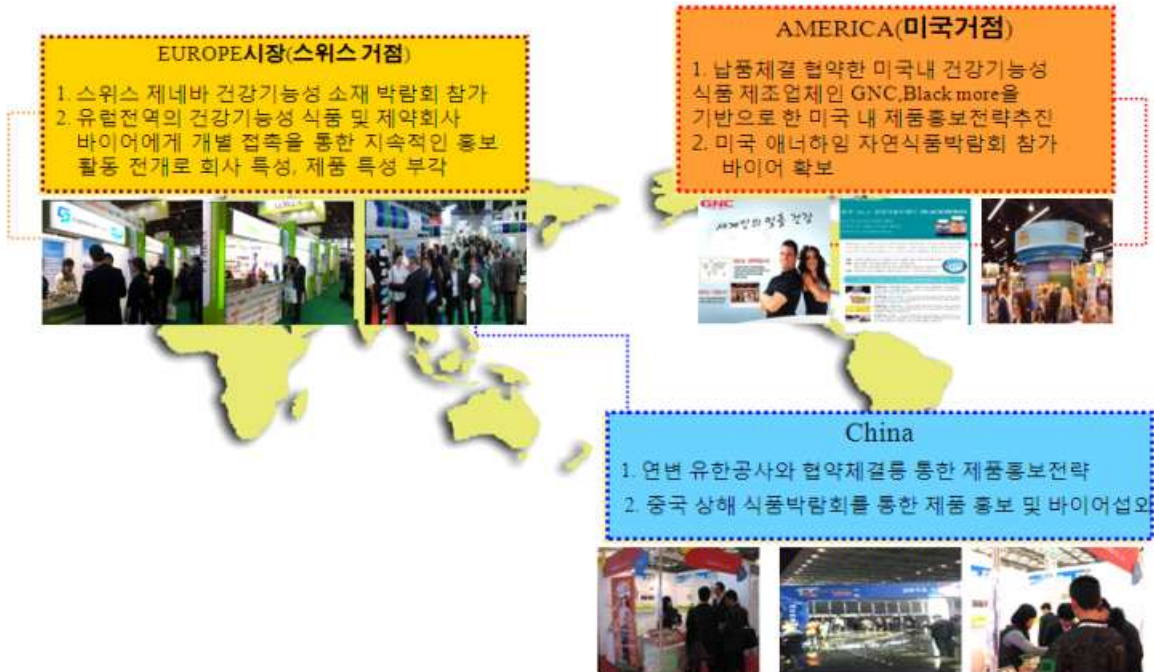 EUROPE시장(스위스 거점)
1. 스위스 제네바 건강기능성 소재 박람회 참가
2. 유럽전역의 건강기능성 식품 및 제약회사
바이어에게 개별 접촉을 통한 지속적인 홍보
활동 전개로 회사 특성, 제품 특성 부각
AMERICA(미국거점)
1. 납품체결 협약한 미국내 건강기능성
식품 제조업체인 GNC,Black more을
기반으로한 미국 내 제품홍보전략추진
2. 미국 애너하임 자연식품박람회 참가
바이어 확보
GNC
세계인의 명품 건강
China
1. 연변 유한공사와 협약체결릉 통한 제품홍보전략
2. 중국 상해 식품박람회를 통한 제품 홍보 및 바이어섭외